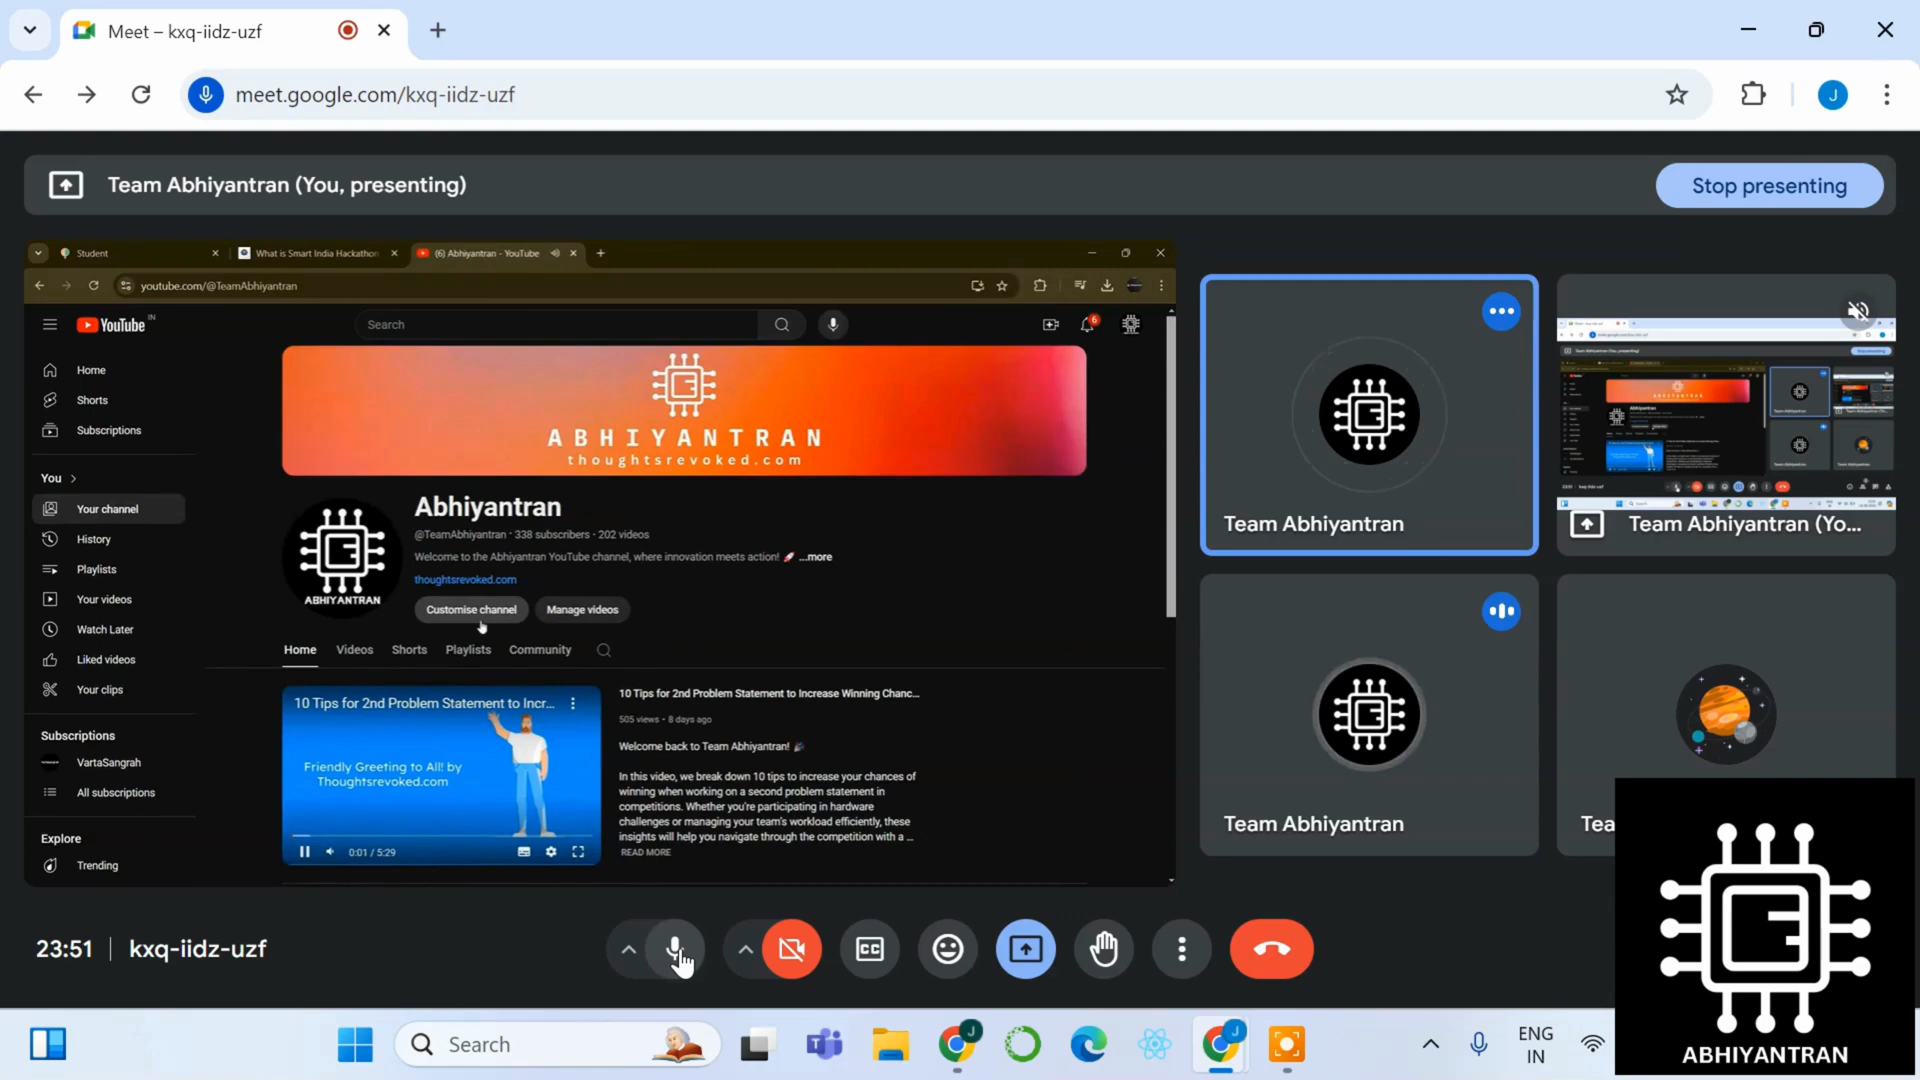 Meet – kxq-iidz-uzf
meet.google.com/kxq-iidz-uzf
J
Team Abhiyantran (You, presenting)
Stop presenting
Student
What is Smart India Hackathon
(6) Abhiyantran - YouTube
youtube.com/@TeamAbhiyantran
YouTube IN
Search
6
Home
Shorts
Subscriptions
You
Your channel
History
Playlists
Your videos
Watch Later
Liked videos
Your clips
Subscriptions
VartaSangrah
All subscriptions
Explore
Trending
ABHIYANTRAN
thoughtsrevoked.com
ABHIYANTRAN
Abhiyantran
@TeamAbhiyantran · 338 subscribers · 202 videos
Welcome to the Abhiyantran YouTube channel, where innovation meets action! 🚀 ...more
thoughtsrevoked.com
Customise channel
Manage videos
Home Videos Shorts Playlists Community
10 Tips for 2nd Problem Statement to Incr...
Friendly Greeting to All! by
Thoughtsrevoked.com
0:01 / 5:29
10 Tips for 2nd Problem Statement to Increase Winning Chanc...
505 views · 8 days ago
Welcome back to Team Abhiyantran! 🎉
In this video, we break down 10 tips to increase your chances of
winning when working on a second problem statement in
competitions. Whether you're participating in hardware
challenges or managing your team's workload efficiently, these
insights will help you navigate through the competition with a ...
READ MORE
Team Abhiyantran
Team Abhiyantran (Yo...
Team Abhiyantran
Tea
23:51 | kxq-iidz-uzf
CC
Search
J
J
ENG
IN
ABHIYANTRAN